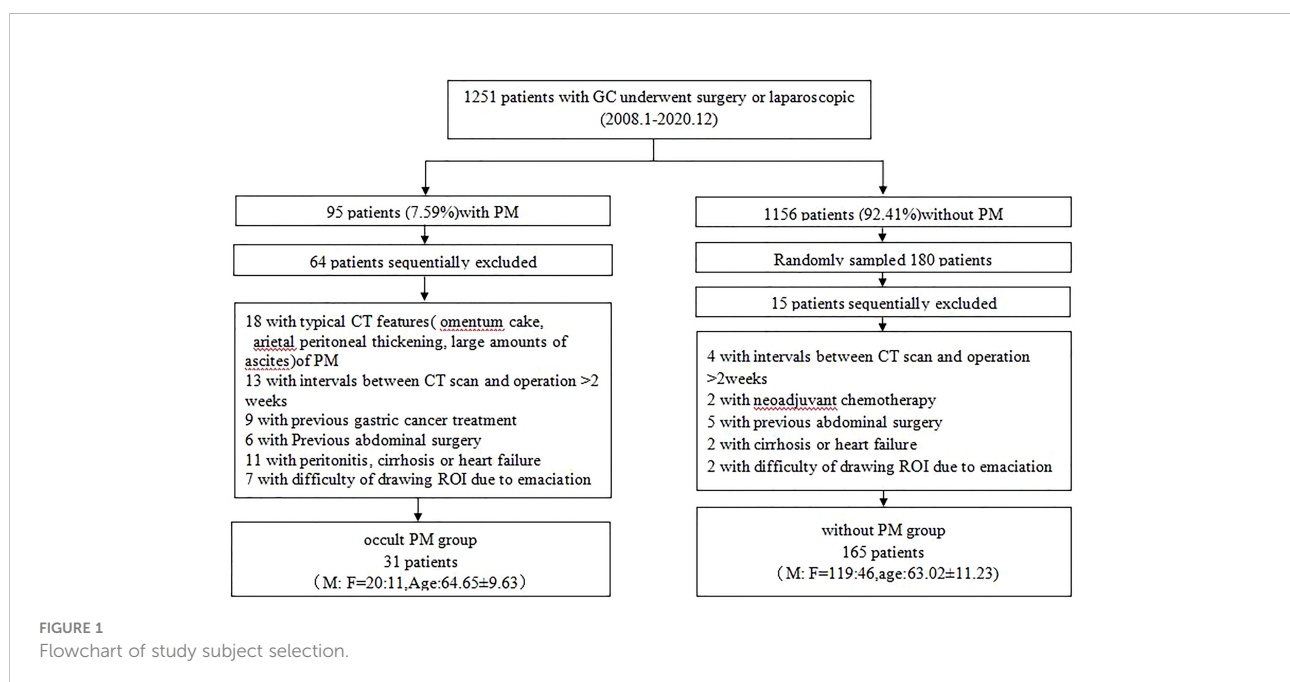 1251 patients with GC underwent surgery or laparoscopic
(2008.1-2020.12)
95 patients (7.59%)with PM
64 patients sequentially excluded
18 with typical CT features( omentum cake,
arietal peritoneal thickening, large amounts of
ascites)of PM
13 with intervals between CT scan and operation >2
weeks
9 with previous gastric cancer treatment
6 with Previous abdominal surgery
11 with peritonitis, cirrhosis or heart failure
7 with difficulty of drawing ROI due to emaciation
occult PM group
31 patients
(M: F=20:11,Age:64.65±9.63)
1156 patients (92.41%)without PM
Randomly sampled 180 patients
15 patients sequentially excluded
4 with intervals between CT scan and operation
>2weeks
2 with neoadjuvant chemotherapy
5 with previous abdominal surgery
2 with cirrhosis or heart failure
2 with difficulty of drawing ROI due to emaciation
without PM group
165 patients
(M: F=119:46,age:63.02±11.23)
FIGURE 1
Flowchart of study subject selection.